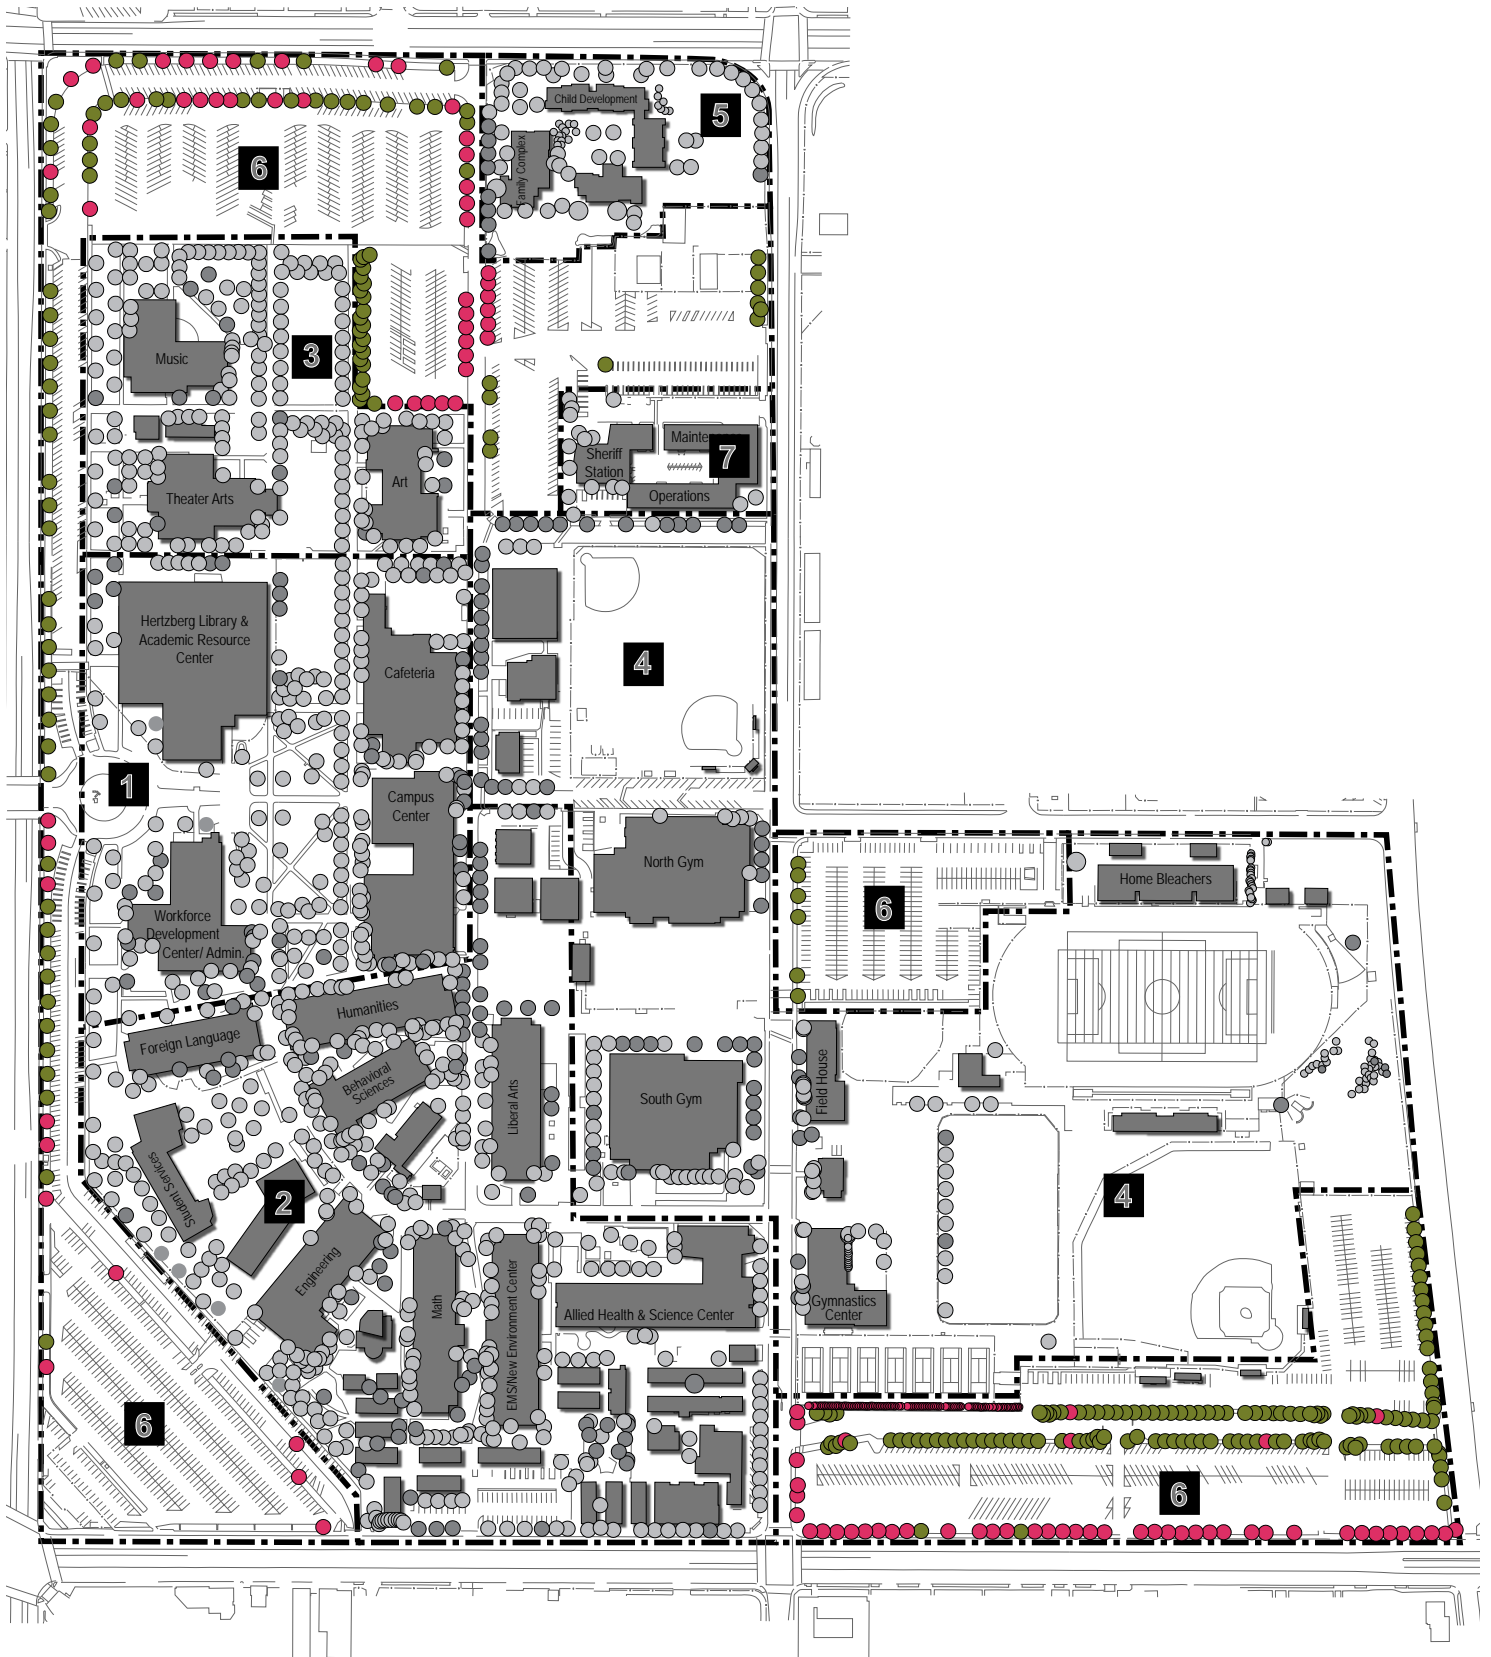 Child Development
5
Family Complex
6
3
Music
Mainte
7
Sheriff
Station
Art
Theater Arts
Operations
Hertzberg Library &
Academic Resource
Center
4
Cafeteria
1
Campus
Center
North Gym
Home Bleachers
6
Workforce
Development
Center/ Admin.
Humanities
Foreign Language
Behavioral
Sciences
Field House
Liberal Arts
South Gym
Student Services
2
4
Engineering
Math
EMS/New Environment Center
Allied Health & Science Center
Gymnastics
Center
6
6